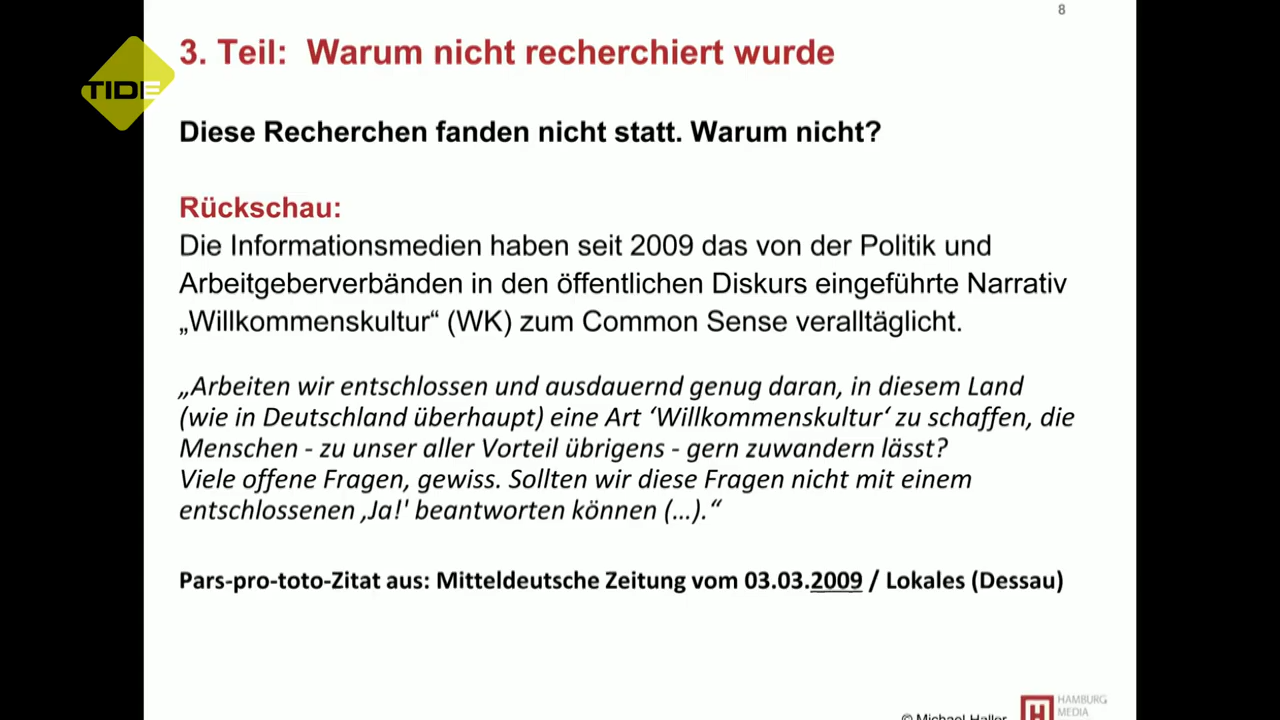 8
3. Teil: Warum nicht recherchiert wurde
TIDE
Diese Recherchen fanden nicht statt. Warum nicht?
Rückschau:
Die Informationsmedien haben seit 2009 das von der Politik und
Arbeitgeberverbänden in den öffentlichen Diskurs eingeführte Narrativ
„Willkommenskultur“ (WK) zum Common Sense veralltäglicht.
„Arbeiten wir entschlossen und ausdauernd genug daran, in diesem Land
(wie in Deutschland überhaupt) eine Art ‘Willkommenskultur‘ zu schaffen, die
Menschen - zu unser aller Vorteil übrigens - gern zuwandern lässt?
Viele offene Fragen, gewiss. Sollten wir diese Fragen nicht mit einem
entschlossenen ‚Ja!' beantworten können (…).“
Pars-pro-toto-Zitat aus: Mitteldeutsche Zeitung vom 03.03.2009 / Lokales (Dessau)
© Michael Haller
H
HAMBURG
MEDIA